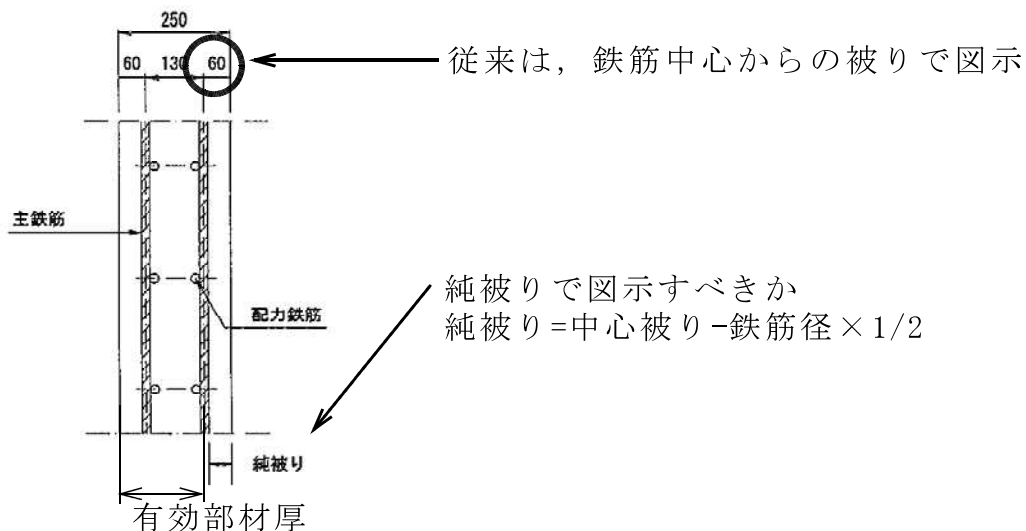 250
60 130 60
従来は，鉄筋中心からの被りで図示
主鉄筋
純被りで図示すべきか
純被り=中心被り-鉄筋径×1/2
配力鉄筋
純被り
有効部材厚